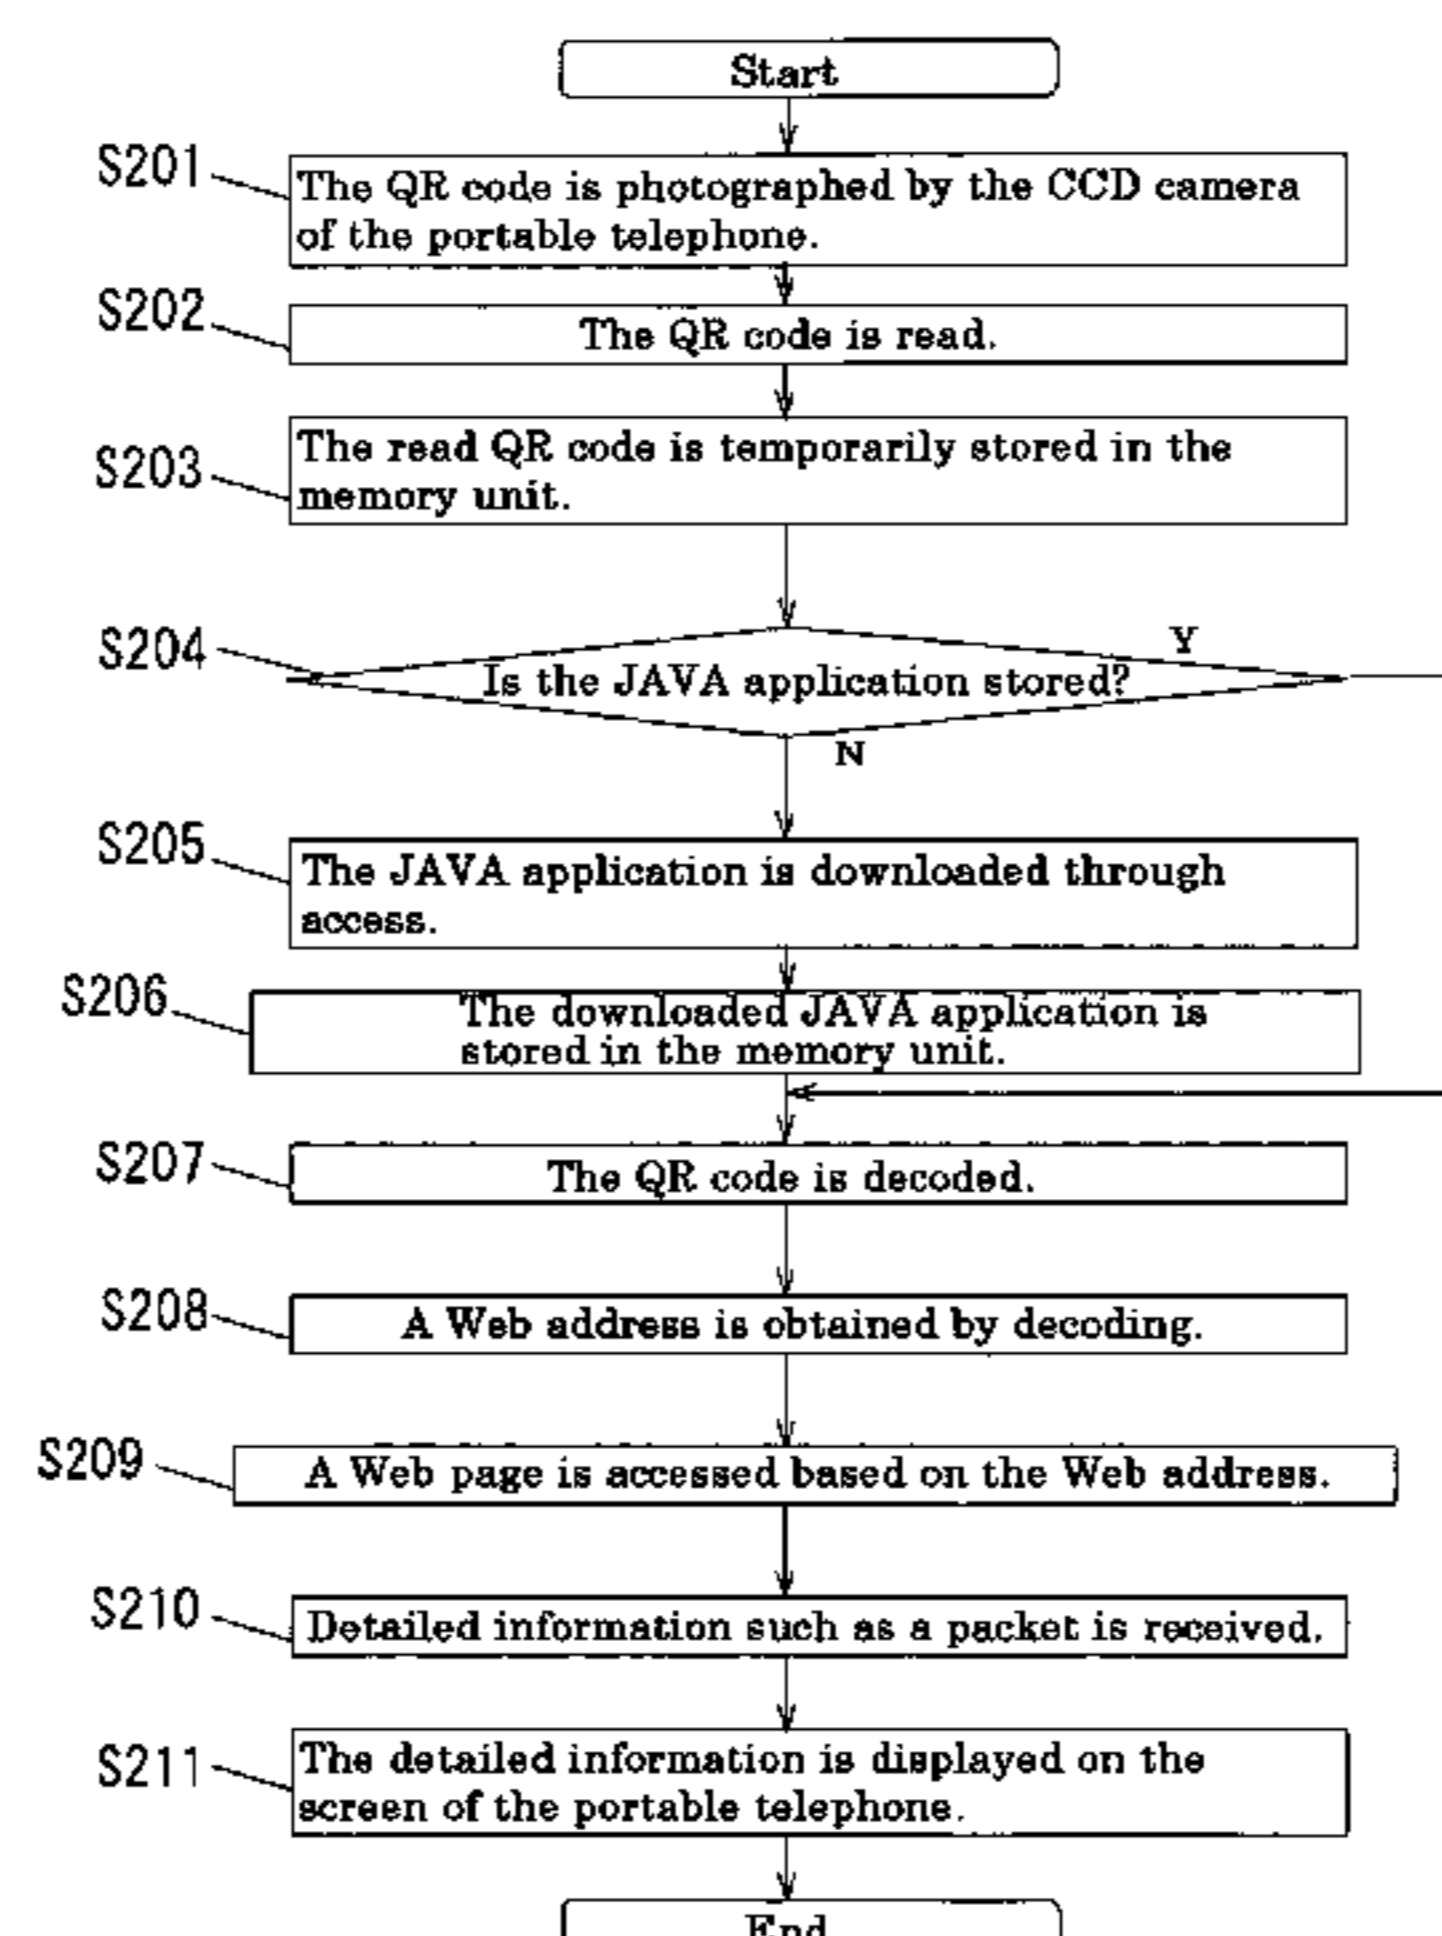 Start
S201
The QR code is photographed by the CCD camera
of the portable telephone.
S202
The QR code is read.
S203
The read QR code is temporarily stored in the
memory unit.
S204
Y
Is the JAVA application stored?
N
S205
The JAVA application is downloaded through
access.
S206
The downloaded JAVA application is
stored in the memory unit.
S207
The QR code is decoded.
S208
A Web address is obtained by decoding.
S209
A Web page is accessed based on the Web address.
S210
Detailed information such as a packet is received.
S211
The detailed information is displayed on the
screen of the portable telephone.
End